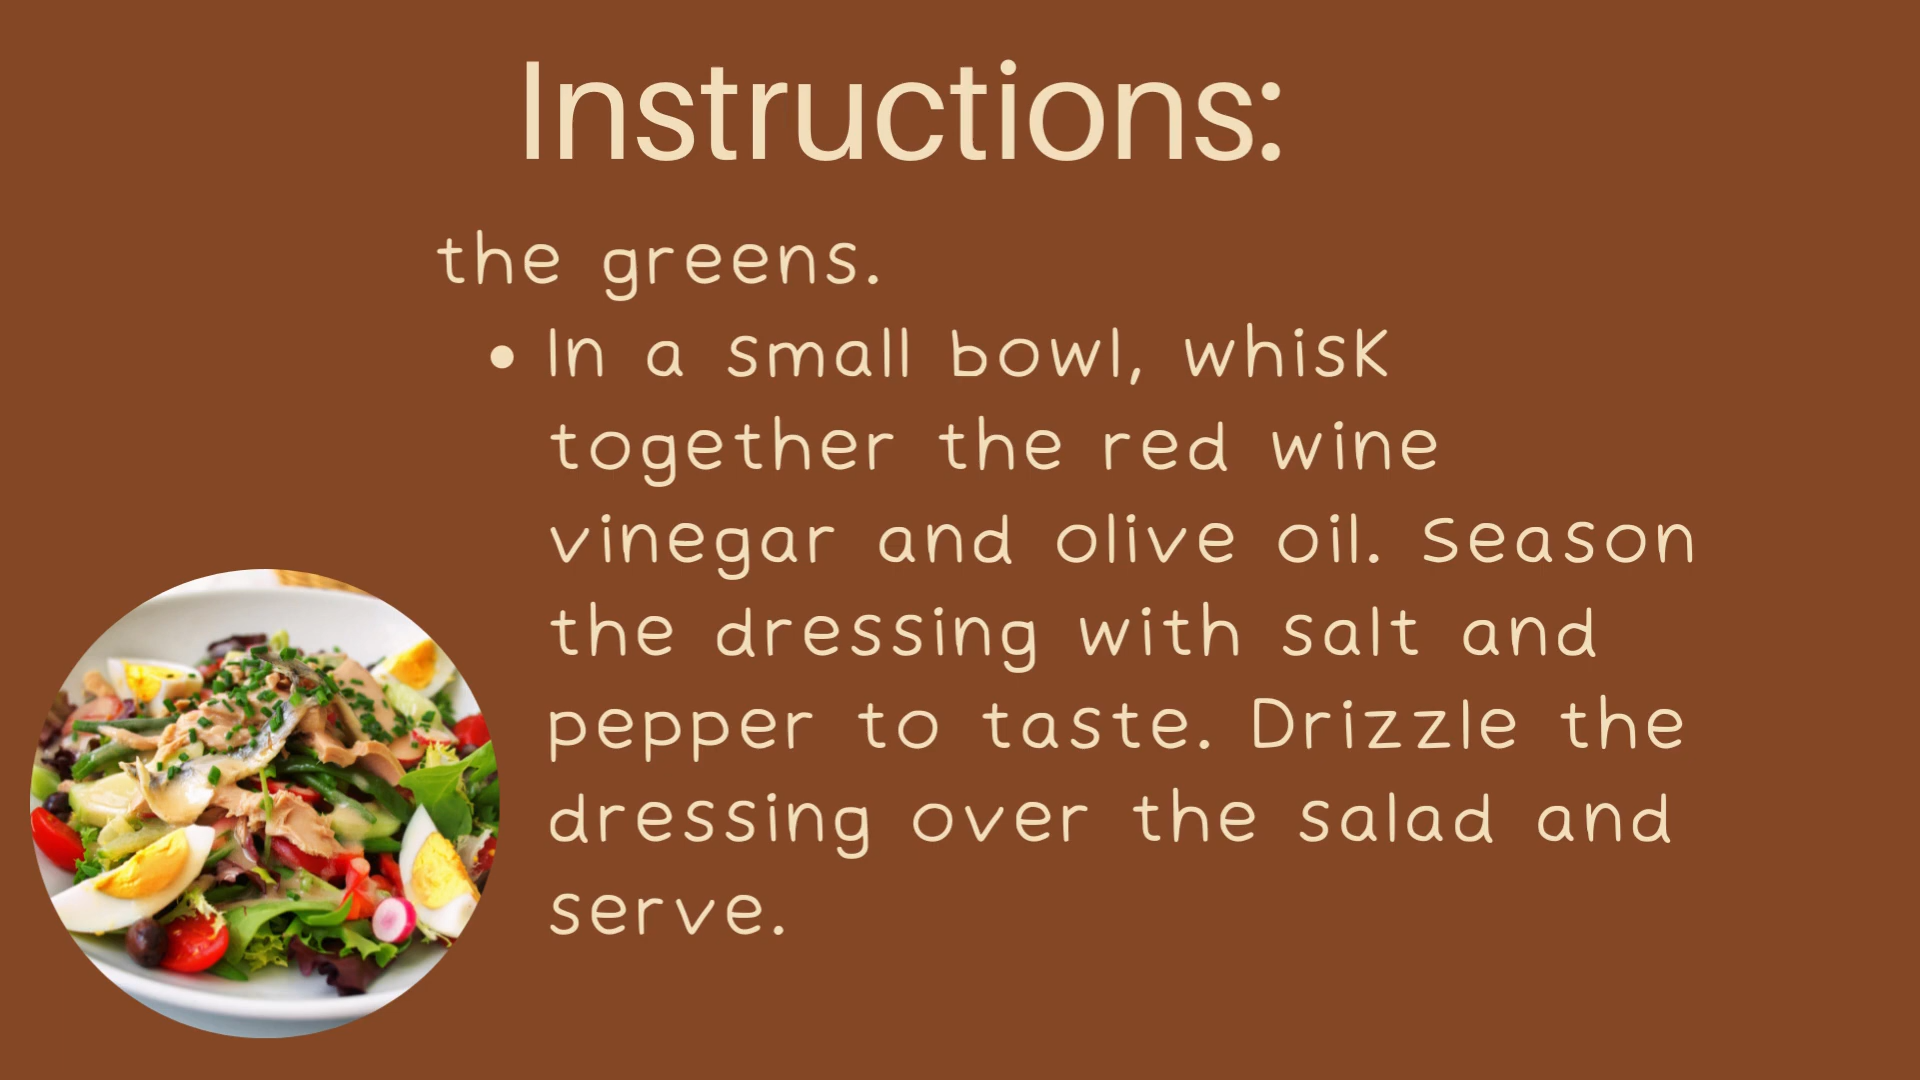 Instructions:
the greens.
• In a small bowl, whisk
together the red wine
vinegar and olive oil. Season
the dressing with salt and
pepper to taste. Drizzle the
dressing over the salad and
serve.